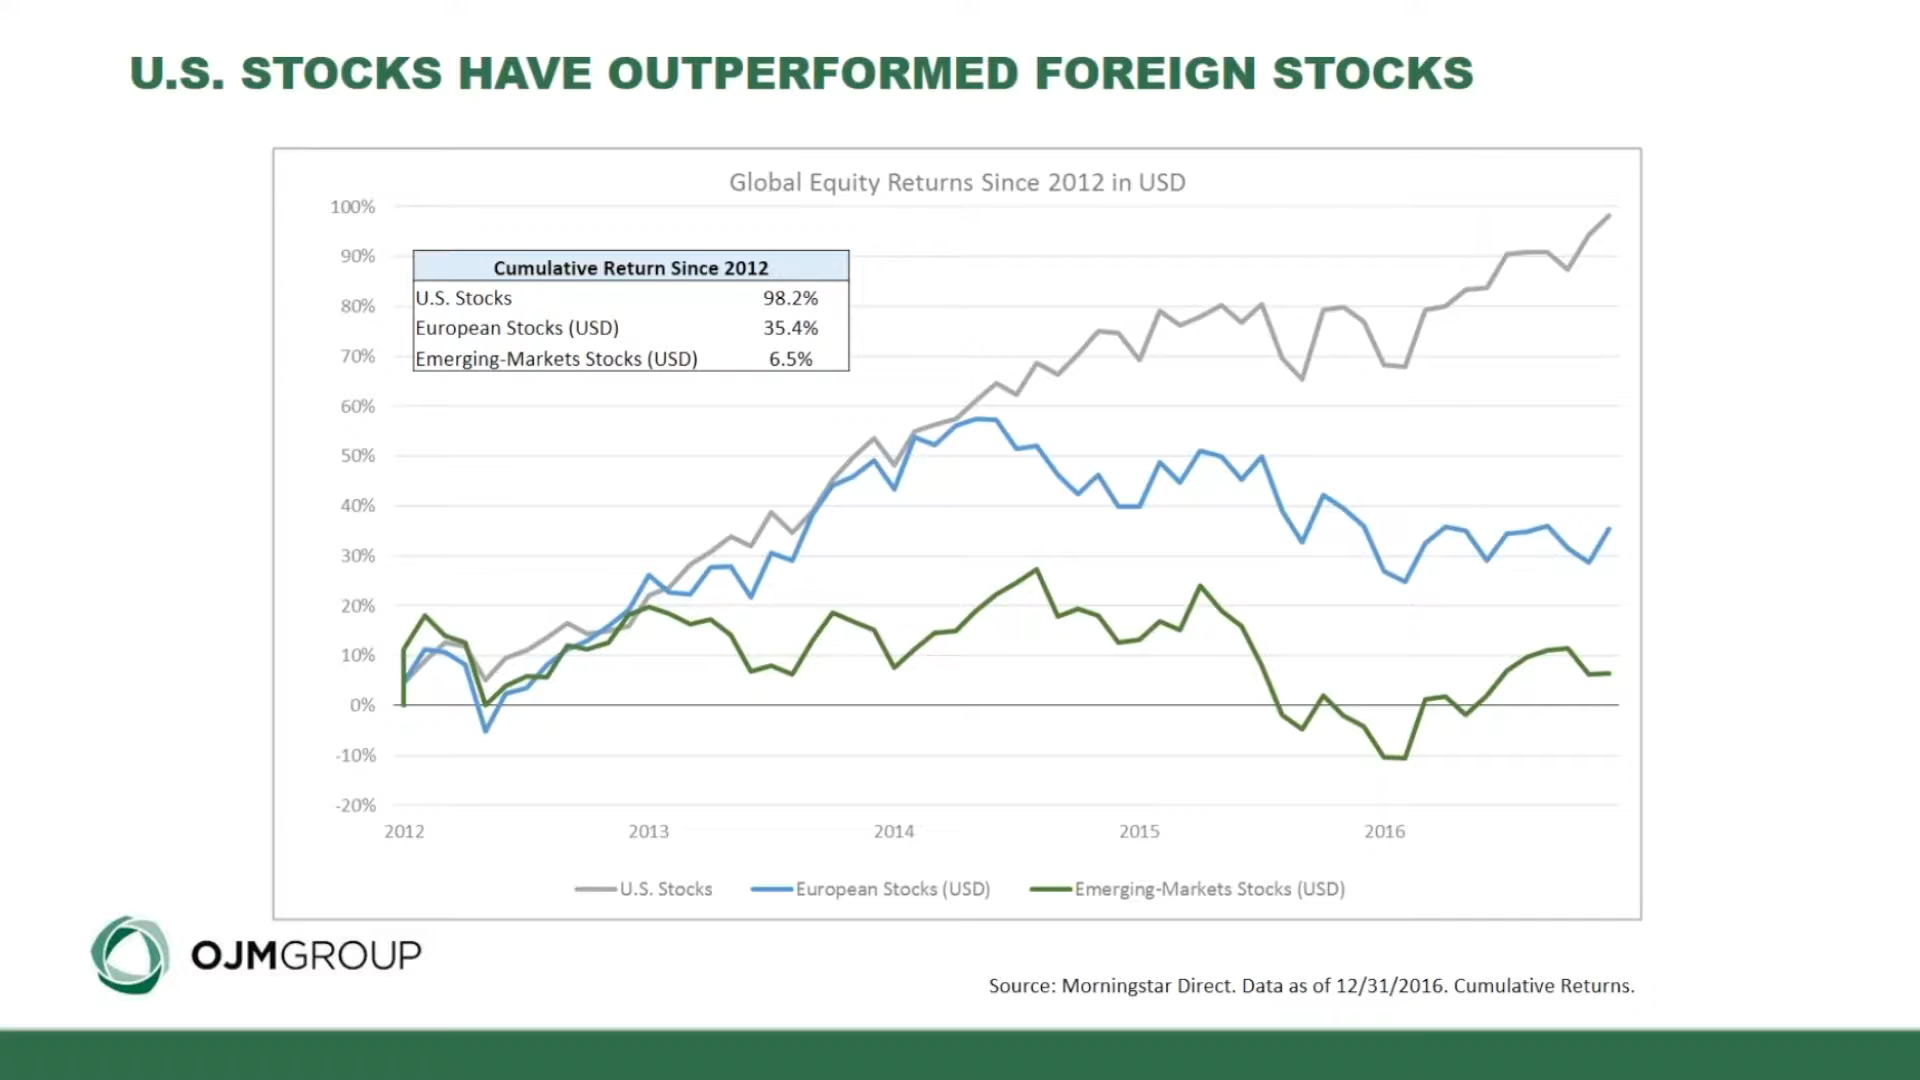 U.S. STOCKS HAVE OUTPERFORMED FOREIGN STOCKS
Global Equity Returns Since 2012 in USD
100%
90%
80%
70%
60%
50%
40%
30%
20%
10%
0%
-10%
-20%
Cumulative Return Since 2012
U.S. Stocks 98.2%
European Stocks (USD) 35.4%
Emerging-Markets Stocks (USD) 6.5%
2012 2013 2014 2015 2016
U.S. Stocks European Stocks (USD) Emerging-Markets Stocks (USD)
OJMGROUP
Source: Morningstar Direct. Data as of 12/31/2016. Cumulative Returns.